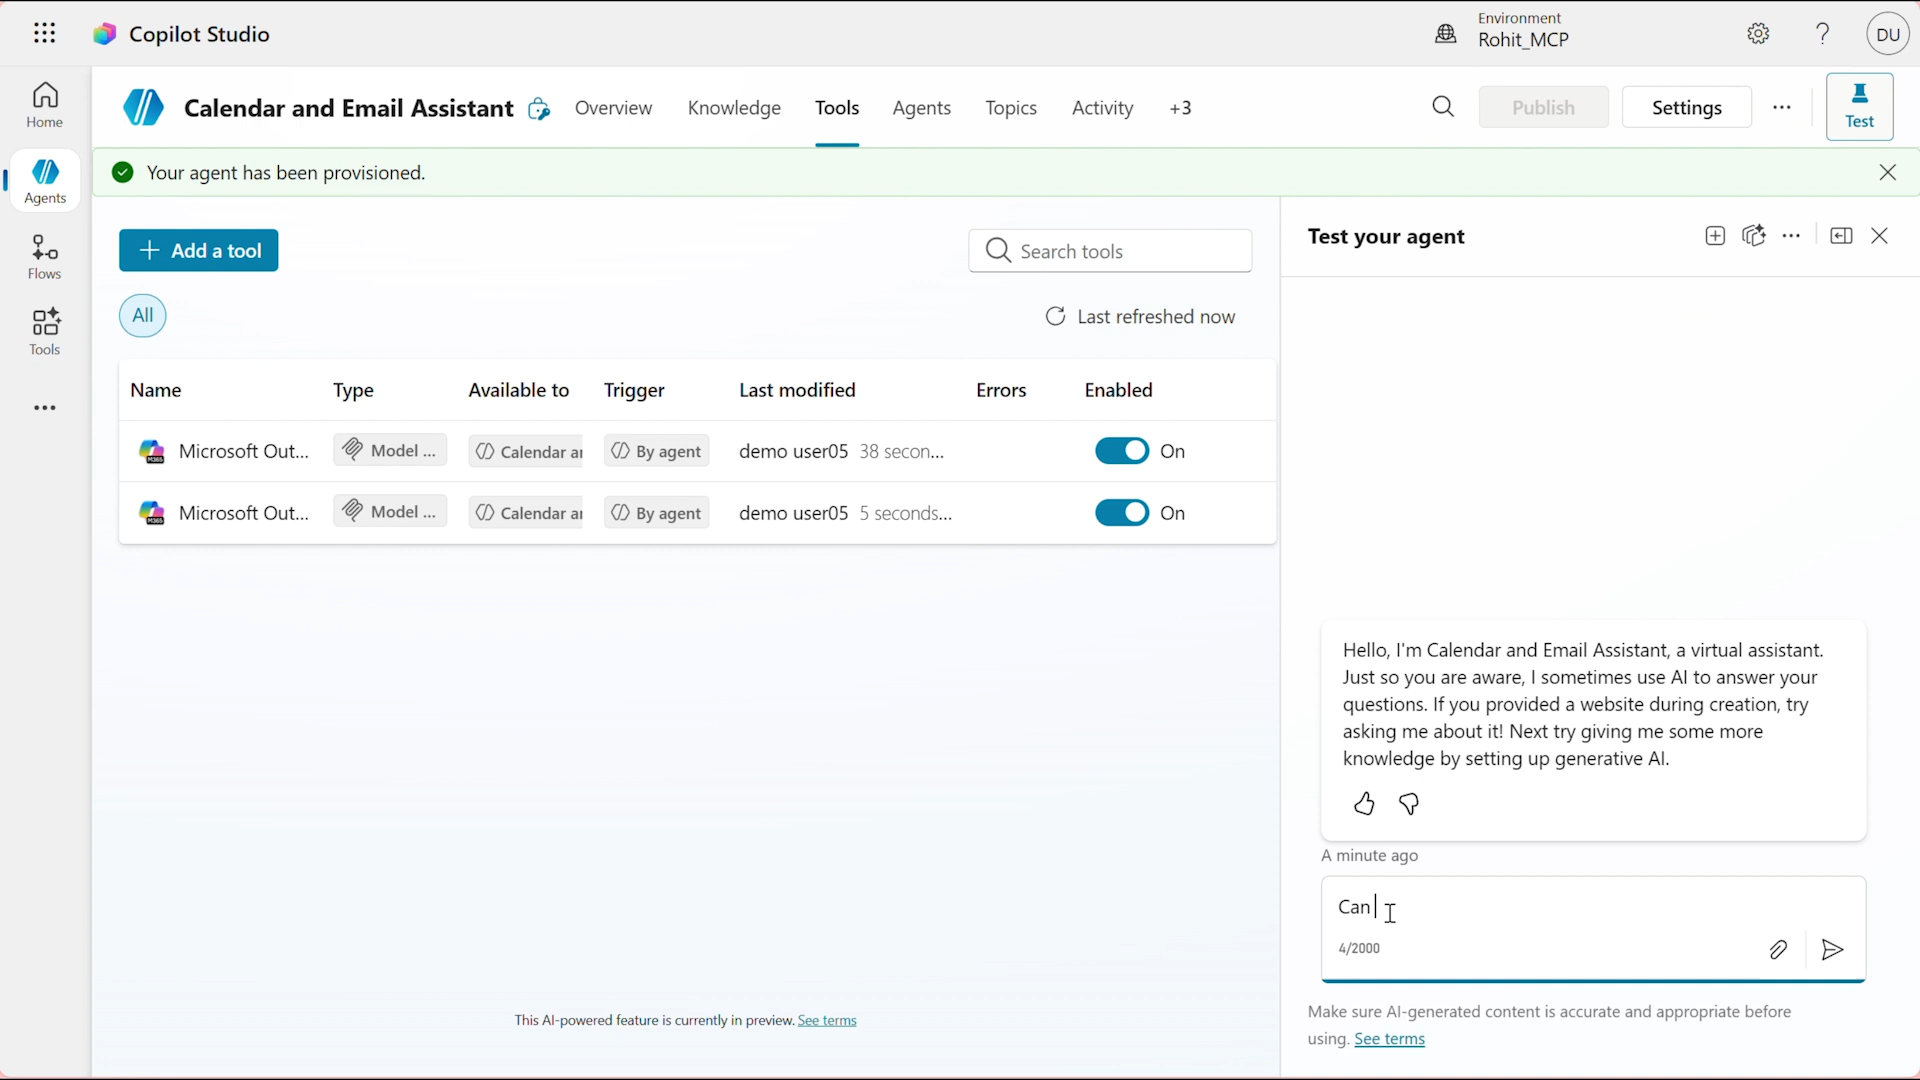 Copilot Studio
Environment
Rohit_MCP
DU
Home
Agents
Flows
Tools
Calendar and Email Assistant
Overview
Knowledge
Tools
Agents
Topics
Activity
+3
Publish
Settings
Test
Your agent has been provisioned.
Add a tool
Search tools
All
Last refreshed now
Name Type Available to Trigger Last modified Errors Enabled
M365 Microsoft Out... Model ... Calendar ar By agent demo user05 38 secon... On
M365 Microsoft Out... Model ... Calendar ar By agent demo user05 5 seconds... On
This AI-powered feature is currently in preview. See terms
Test your agent
Hello, I'm Calendar and Email Assistant, a virtual assistant.
Just so you are aware, I sometimes use AI to answer your
questions. If you provided a website during creation, try
asking me about it! Next try giving me some more
knowledge by setting up generative AI.
A minute ago
Can
4/2000
Make sure AI-generated content is accurate and appropriate before
using. See terms